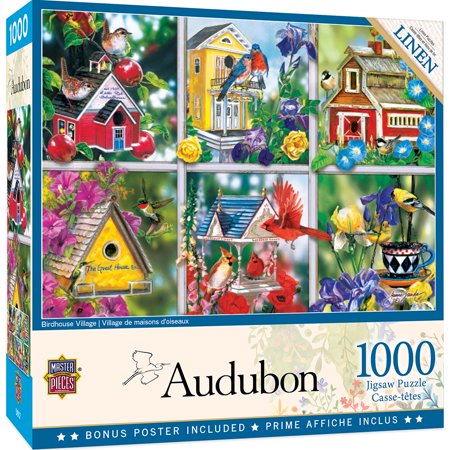 1000
Audubon
LINEN
The Guest House
Birdhouse Village | Village de maisons d'oiseaux
MASTER
PIECES
Audubon
1000
Jigsaw Puzzle
Casse-têtes
★ BONUS POSTER INCLUDED ★ PRIME AFFICHE INCLUS ★